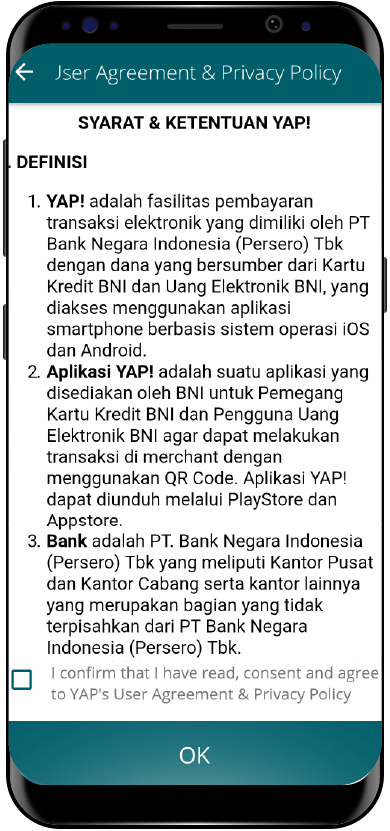 Jser Agreement & Privacy Policy
SYARAT & KETENTUAN YAP!
. DEFINISI
1. YAP! adalah fasilitas pembayaran
transaksi elektronik yang dimiliki oleh PT
Bank Negara Indonesia (Persero) Tbk
dengan dana yang bersumber dari Kartu
Kredit BNI dan Uang Elektronik BNI, yang
diakses menggunakan aplikasi
smartphone berbasis sistem operasi iOS
dan Android.
2. Aplikasi YAP! adalah suatu aplikasi yang
disediakan oleh BNI untuk Pemegang
Kartu Kredit BNI dan Pengguna Uang
Elektronik BNI agar dapat melakukan
transaksi di merchant dengan
menggunakan QR Code. Aplikasi YAP!
dapat diunduh melalui PlayStore dan
Appstore.
3. Bank adalah PT. Bank Negara Indonesia
(Persero) Tbk yang meliputi Kantor Pusat
dan Kantor Cabang serta kantor lainnya
yang merupakan bagian yang tidak
terpisahkan dari PT Bank Negara
Indonesia (Persero) Tbk.
I confirm that I have read, consent and agree
to YAP's User Agreement & Privacy Policy
OK